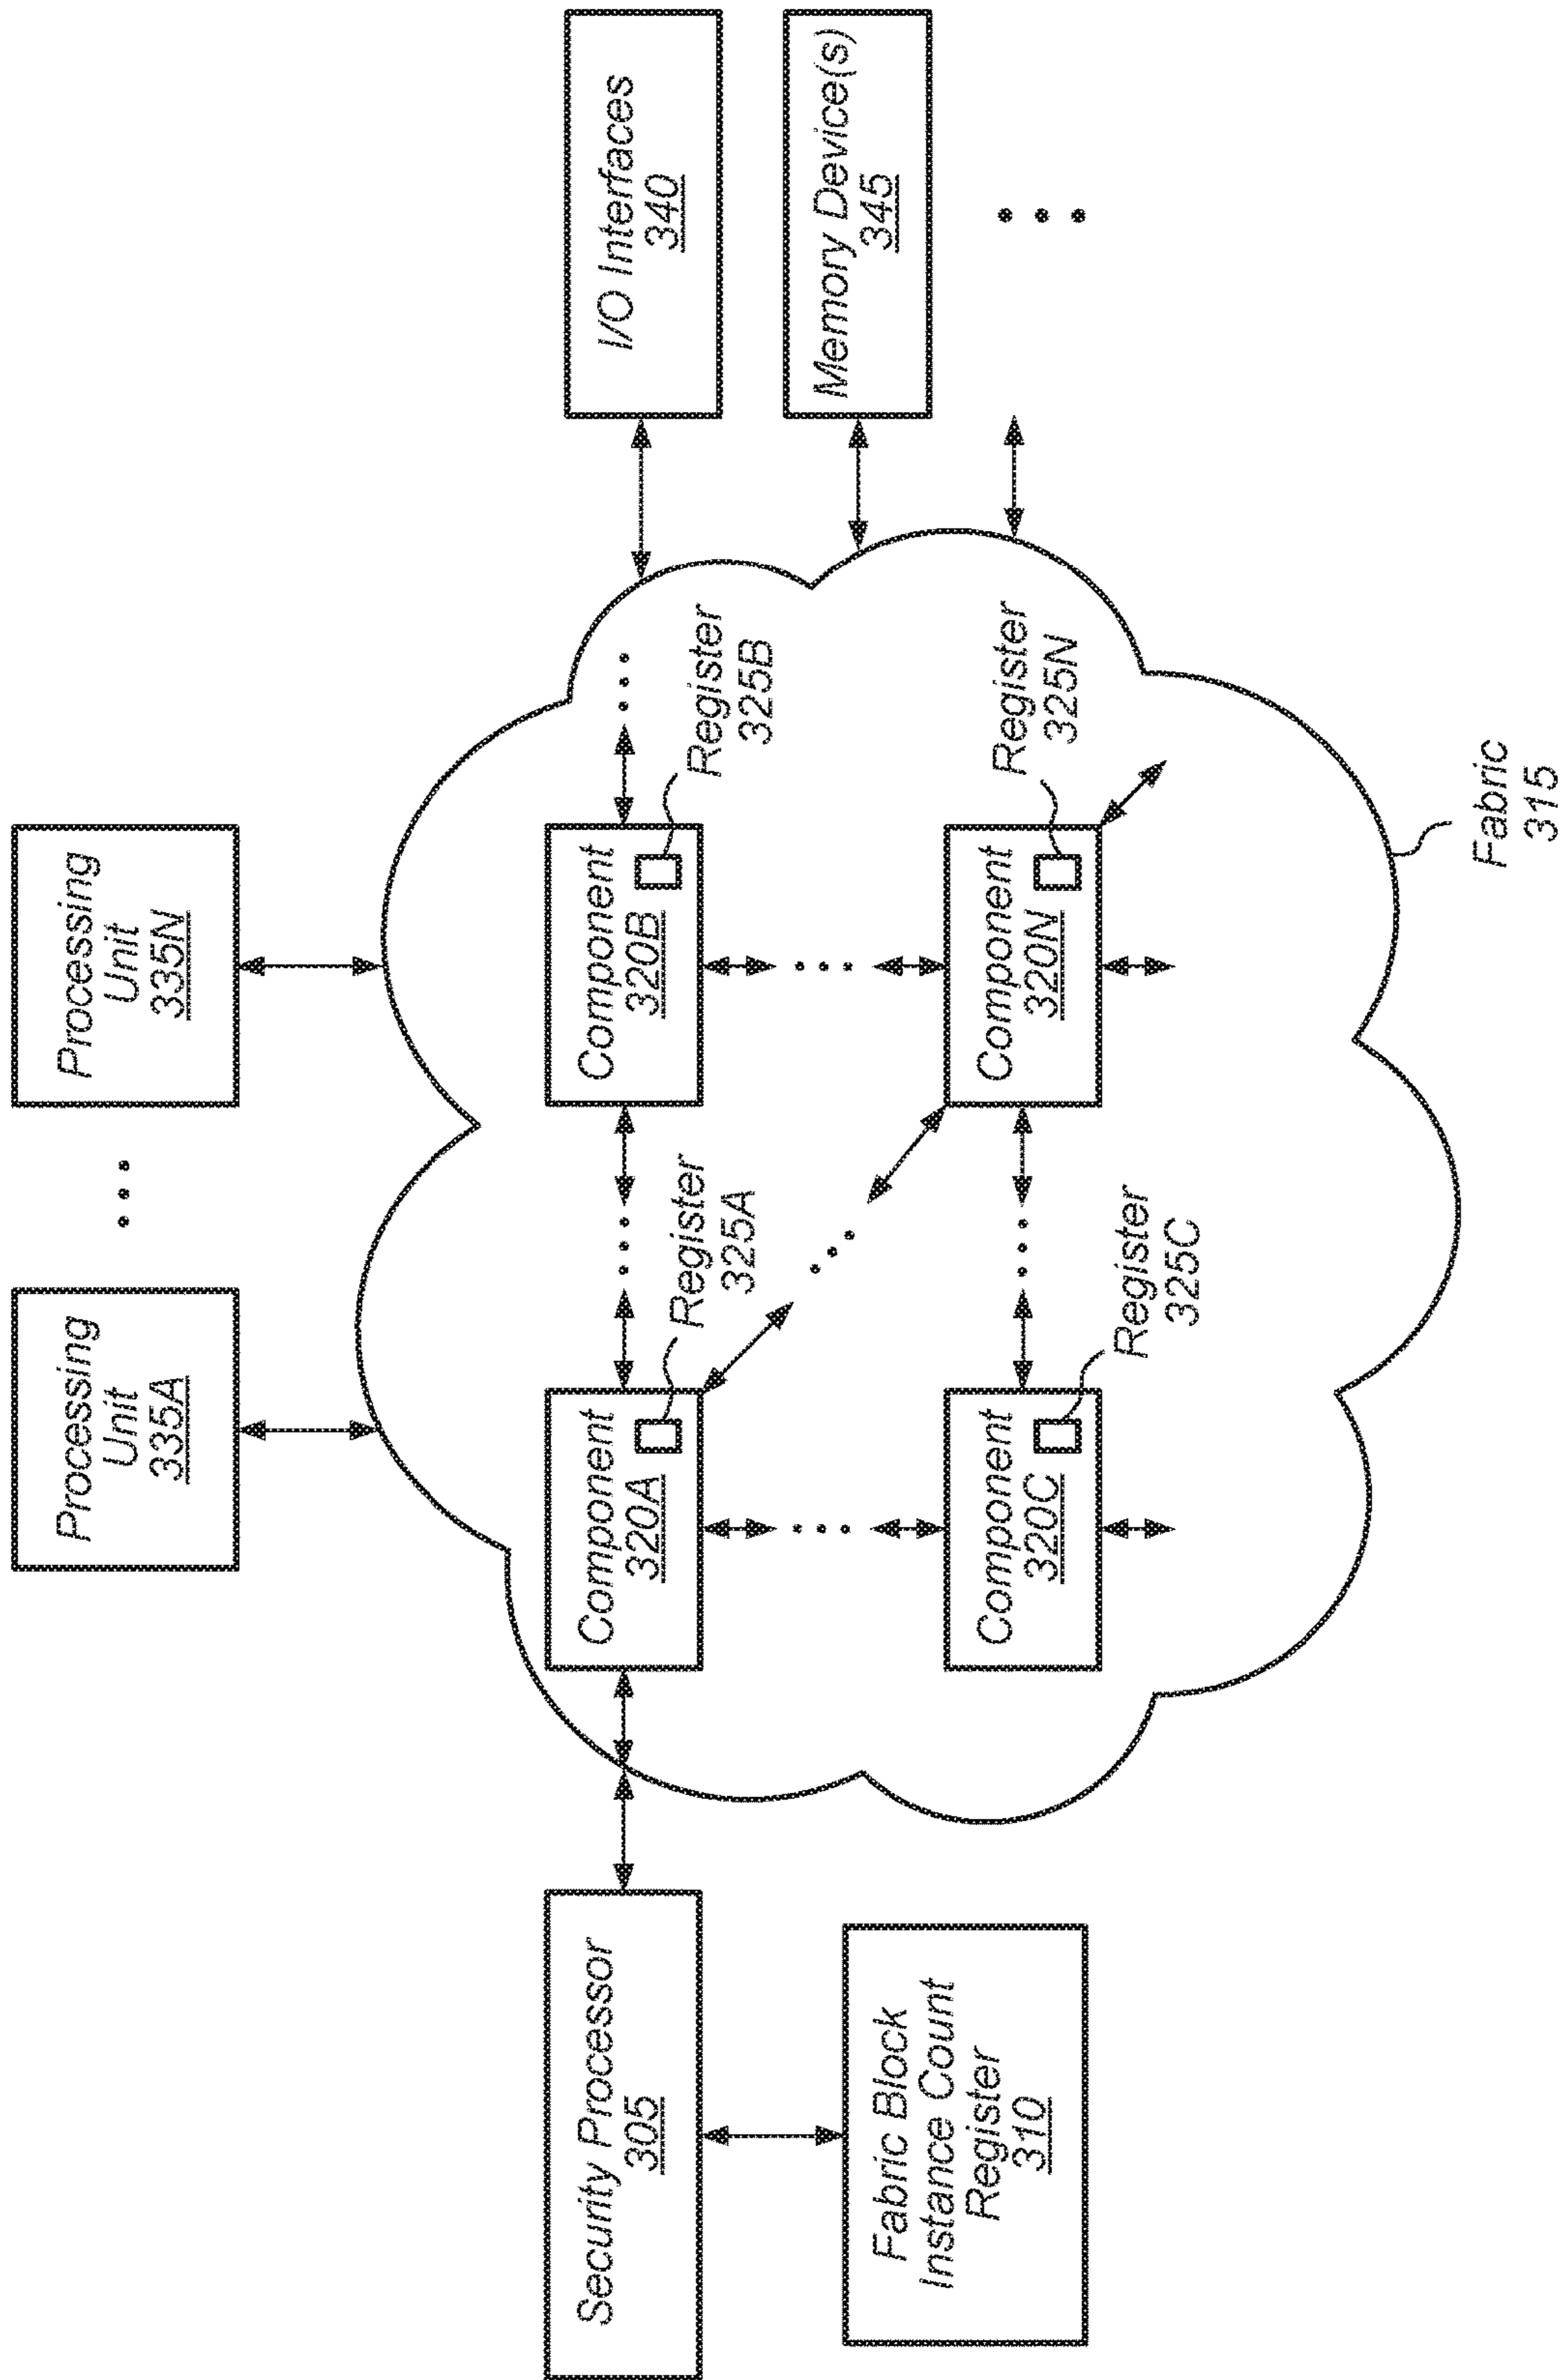 Processing
Unit
335A
Processing
Unit
335N
Security Processor
305
Fabric Block
Instance Count
Register
310
Component
320A
Register
325A
Component
320B
Register
325B
Component
320C
Register
325C
Component
320N
Register
325N
I/O Interfaces
340
Memory Device(s)
345
Fabric
315